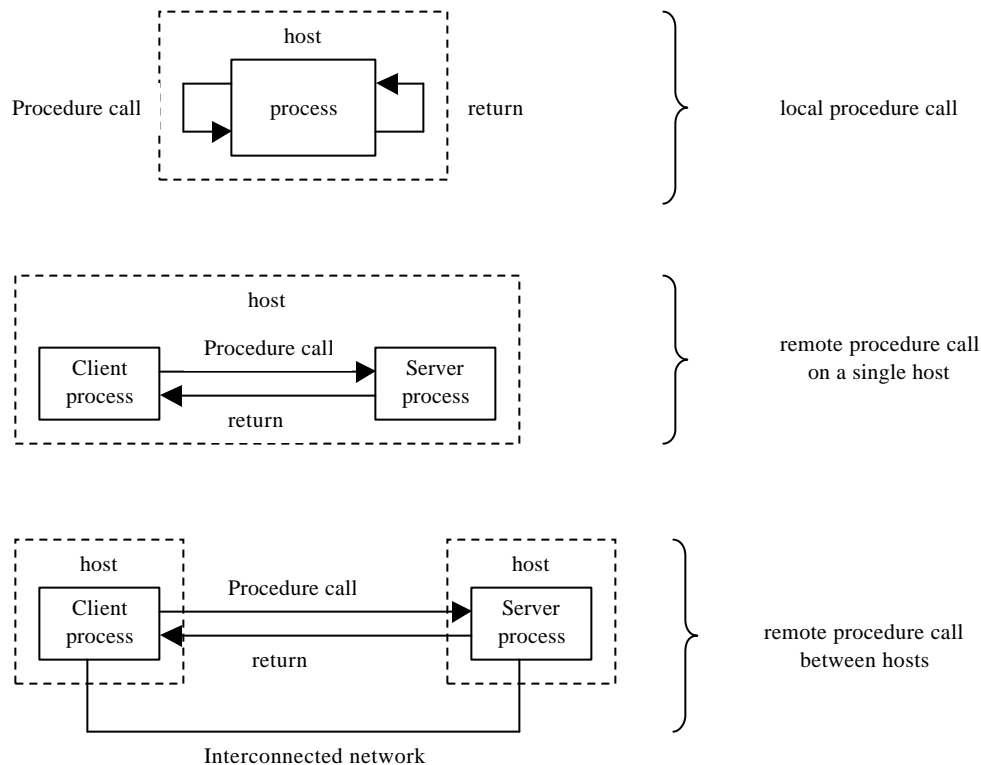 host
Procedure call
process
return
local procedure call
host
Client
process
Procedure call
return
Server
process
remote procedure call
on a single host
host
Client
process
Procedure call
return
host
Server
process
remote procedure call
between hosts
Interconnected network